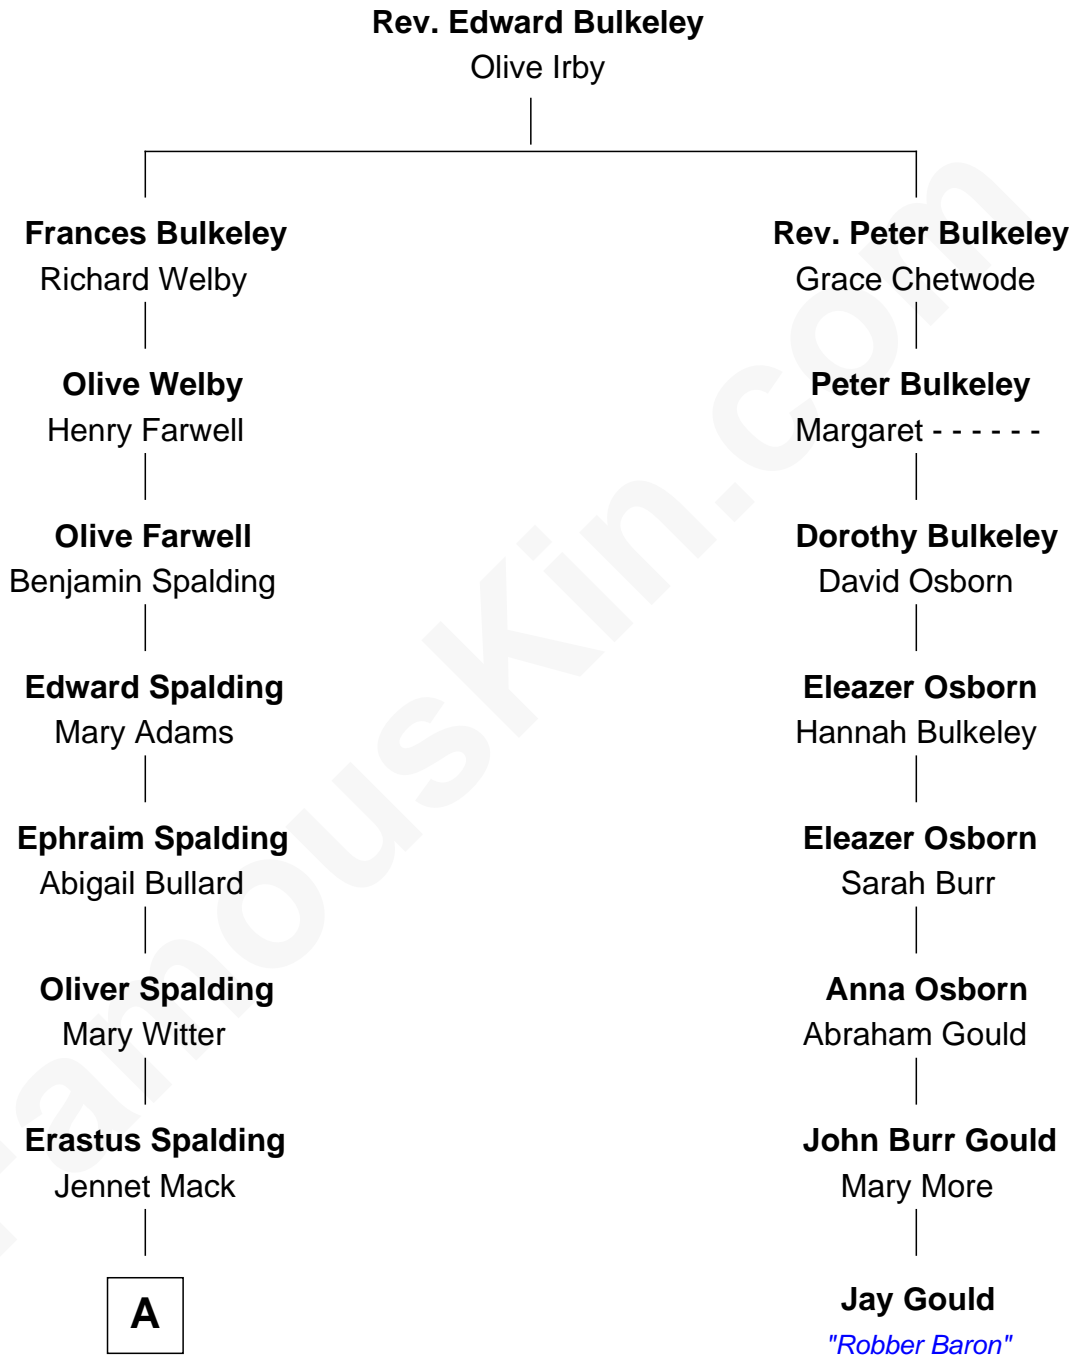 Rev. Edward Bulkeley
Olive Irby
Frances Bulkeley
Richard Welby
Rev. Peter Bulkeley
Grace Chetwode
Olive Welby
Henry Farwell
Peter Bulkeley
Margaret - - - - - -
Olive Farwell
Benjamin Spalding
Dorothy Bulkeley
David Osborn
Edward Spalding
Mary Adams
Eleazer Osborn
Hannah Bulkeley
Ephraim Spalding
Abigail Bullard
Eleazer Osborn
Sarah Burr
Oliver Spalding
Mary Witter
Anna Osborn
Abraham Gould
Erastus Spalding
Jennet Mack
John Burr Gould
Mary More
A
Jay Gould
"Robber Baron"
FamousKin.com